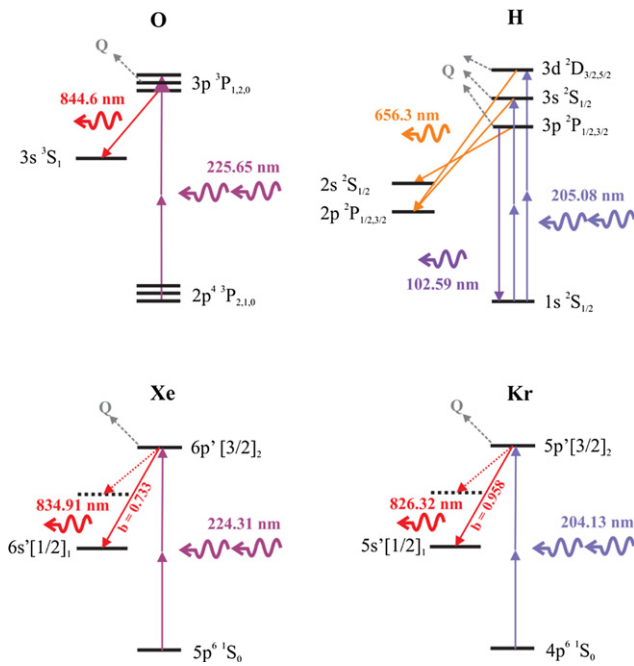 O
Q
3p ³P₁,₂,₀
844.6 nm
3s ³S₁
225.65 nm
2p⁴ ³P₂,₁,₀
H
Q
3d ²D₃/₂,₅/₂
3s ²S₁/₂
3p ²P₁/₂,₃/₂
656.3 nm
2s ²S₁/₂
2p ²P₁/₂,₃/₂
205.08 nm
102.59 nm
1s ²S₁/₂
Xe
Q
6p' [3/2]₂
834.91 nm
b = 0.733
6s'[1/2]₁
224.31 nm
5p⁶ ¹S₀
Kr
Q
5p'[3/2]₂
826.32 nm
b = 0.958
5s'[1/2]₁
204.13 nm
4p⁶ ¹S₀